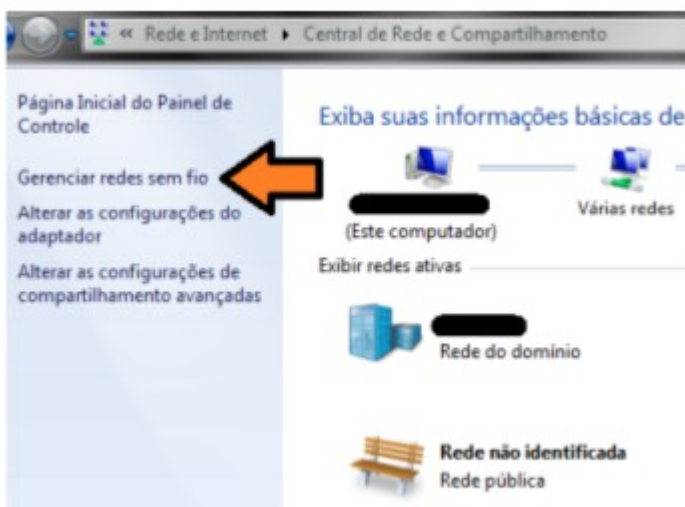 « Rede e Internet ▸ Central de Rede e Compartilhamento
Página Inicial do Painel de
Controle
Gerenciar redes sem fio
Alterar as configurações do
adaptador
Alterar as configurações de
compartilhamento avançadas
Exiba suas informações básicas de
(Este computador)
Várias redes
Exibir redes ativas
Rede do domínio
Rede não identificada
Rede pública